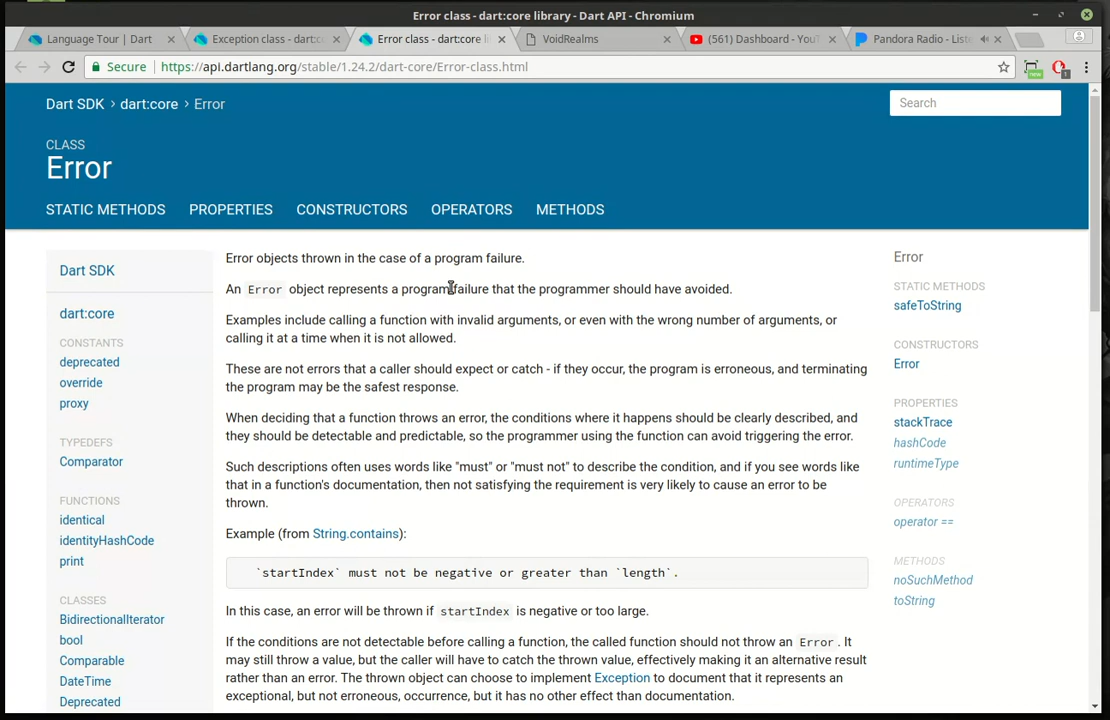 Error class - dart:core library - Dart API - Chromium
Language Tour | Dart
Exception class - dart:co
Error class - dart:core li
VoidRealms
(561) Dashboard - YouT
Pandora Radio - Liste
Secure
https://api.dartlang.org/stable/1.24.2/dart-core/Error-class.html
new
1
Dart SDK › dart:core › Error
Search
CLASS
Error
STATIC METHODS
PROPERTIES
CONSTRUCTORS
OPERATORS
METHODS
Dart SDK
dart:core
CONSTANTS
deprecated
override
proxy
TYPEDEFS
Comparator
FUNCTIONS
identical
identityHashCode
print
CLASSES
BidirectionalIterator
bool
Comparable
DateTime
Deprecated
Error objects thrown in the case of a program failure.
An Error object represents a program failure that the programmer should have avoided.
Examples include calling a function with invalid arguments, or even with the wrong number of arguments, or
calling it at a time when it is not allowed.
These are not errors that a caller should expect or catch - if they occur, the program is erroneous, and terminating
the program may be the safest response.
When deciding that a function throws an error, the conditions where it happens should be clearly described, and
they should be detectable and predictable, so the programmer using the function can avoid triggering the error.
Such descriptions often uses words like "must" or "must not" to describe the condition, and if you see words like
that in a function's documentation, then not satisfying the requirement is very likely to cause an error to be
thrown.
Example (from String.contains):
`startIndex` must not be negative or greater than `length`.
In this case, an error will be thrown if startIndex is negative or too large.
If the conditions are not detectable before calling a function, the called function should not throw an Error. It
may still throw a value, but the caller will have to catch the thrown value, effectively making it an alternative result
rather than an error. The thrown object can choose to implement Exception to document that it represents an
exceptional, but not erroneous, occurrence, but it has no other effect than documentation.
Error
STATIC METHODS
safeToString
CONSTRUCTORS
Error
PROPERTIES
stackTrace
hashCode
runtimeType
OPERATORS
operator ==
METHODS
noSuchMethod
toString